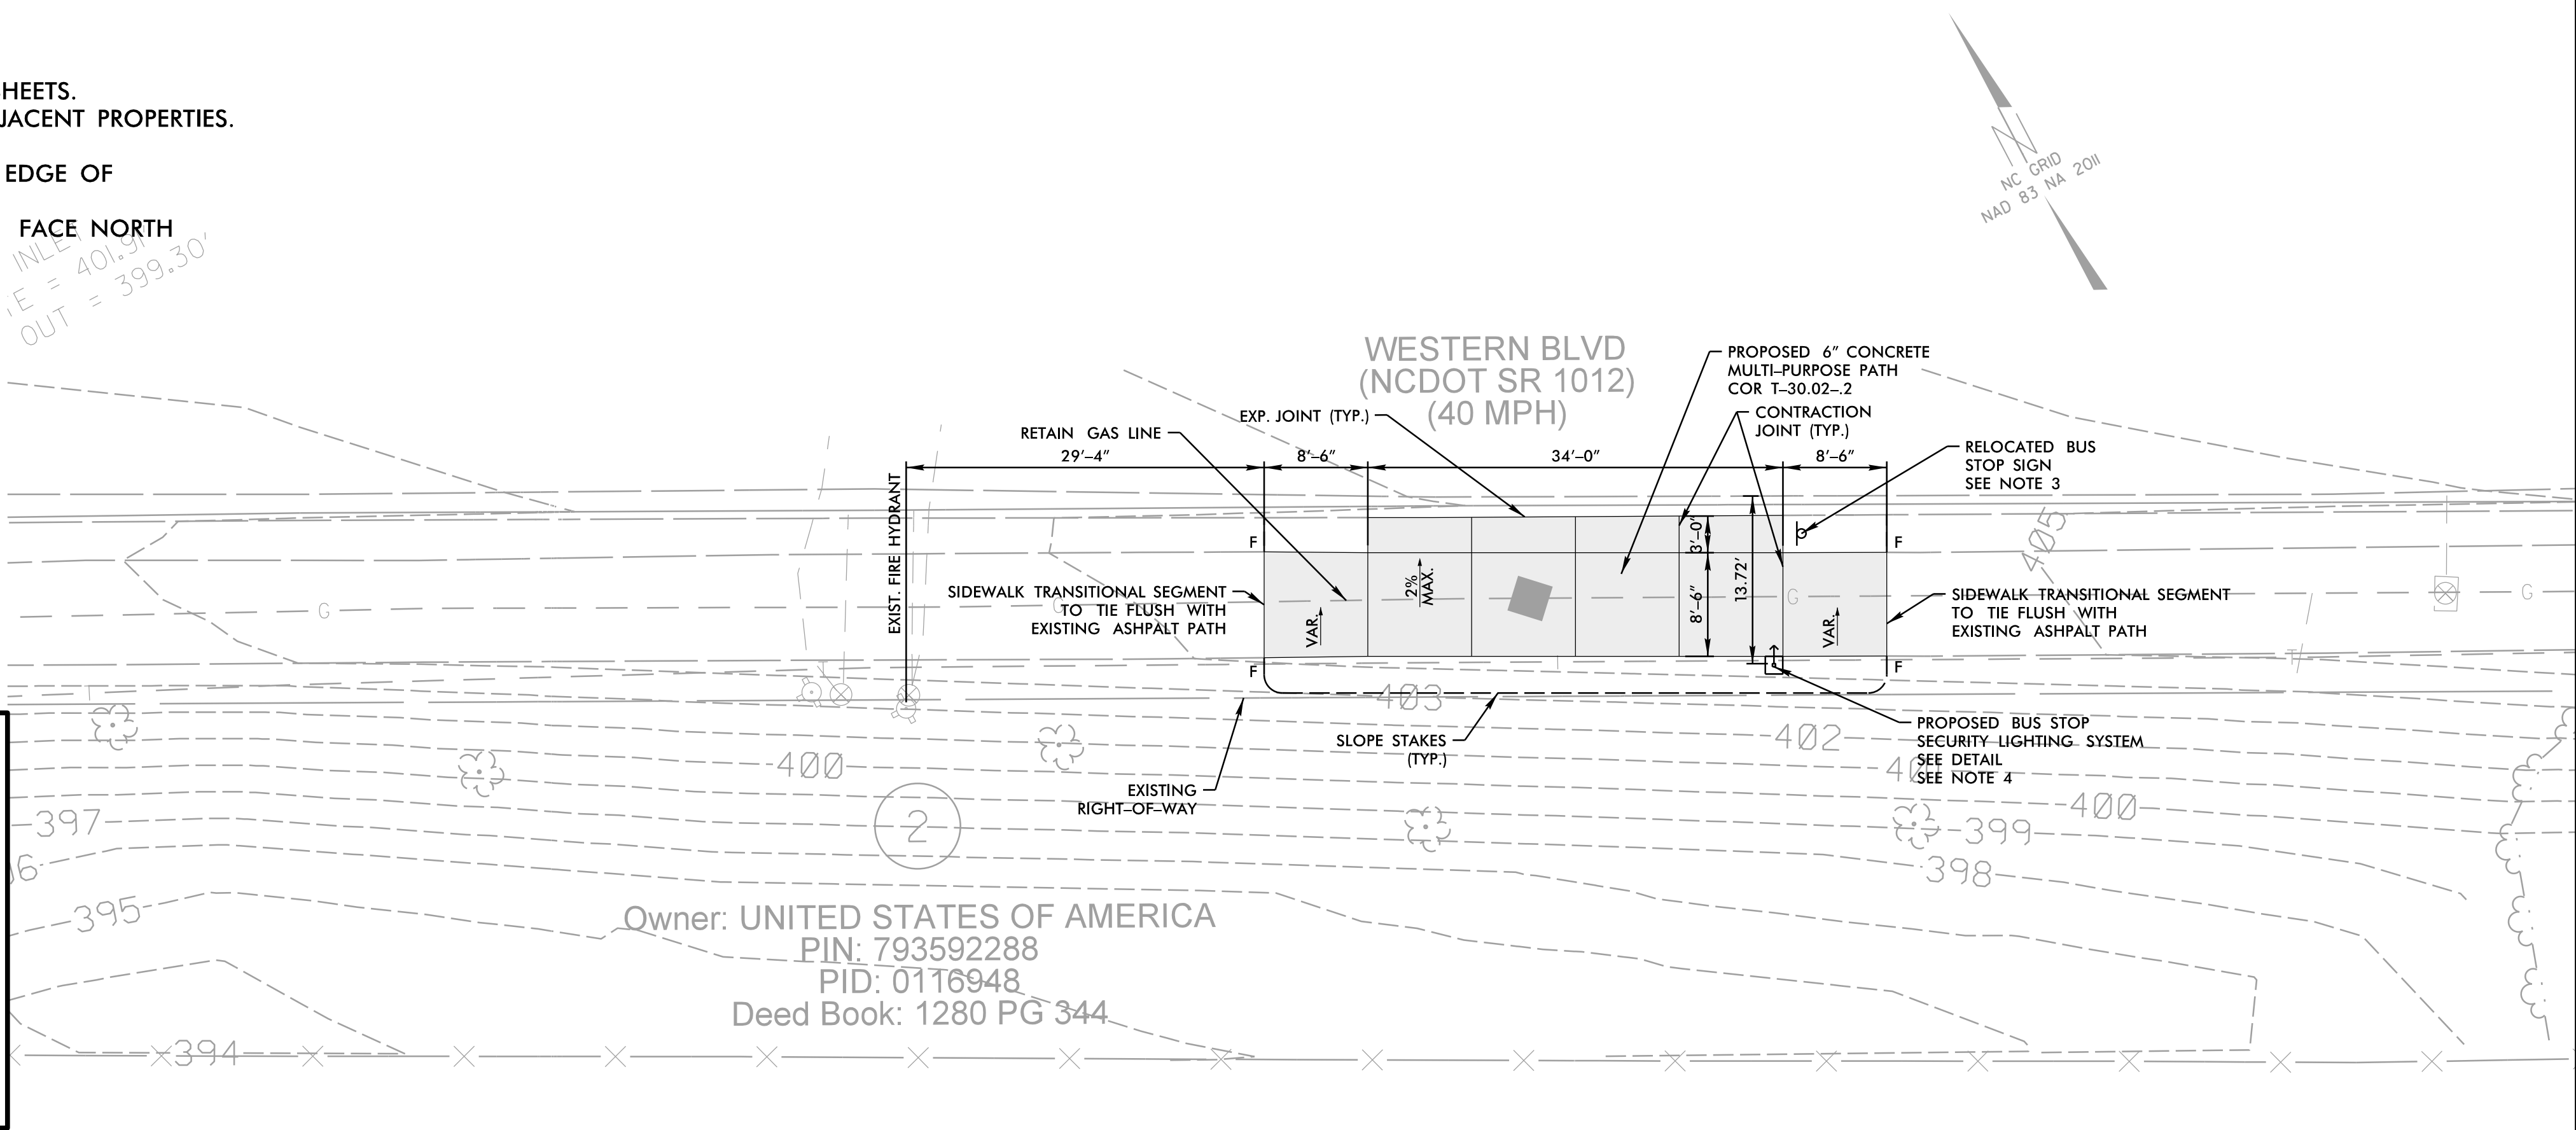 HEETS.
JACENT PROPERTIES.
EDGE OF
FACE NORTH
INLET
E = 401.91'
OUT = 399.30'
N
NC GRID
NAD 83 NA 2011
WESTERN BLVD
(NCDOT SR 1012)
(40 MPH)
PROPOSED 6" CONCRETE
MULTI-PURPOSE PATH
COR T-30.02-.2
CONTRACTION
JOINT (TYP.)
EXP. JOINT (TYP.)
RETAIN GAS LINE
RELOCATED BUS
STOP SIGN
SEE NOTE 3
29'-4"
8'-6"
34'-0"
8'-6"
EXIST. FIRE HYDRANT
F
F
3'-0"
405
13.72'
2%
MAX.
8'-6"
SIDEWALK TRANSITIONAL SEGMENT
TO TIE FLUSH WITH
EXISTING ASHPALT PATH
VAR.
VAR.
SIDEWALK TRANSITIONAL SEGMENT
TO TIE FLUSH WITH
EXISTING ASHPALT PATH
G
G
G
G
T
T
F
F
403
SLOPE STAKES
(TYP.)
EXISTING
RIGHT-OF-WAY
PROPOSED BUS STOP
SECURITY LIGHTING SYSTEM
SEE DETAIL
SEE NOTE 4
402
400
400
399
398
397
395
394
2
Owner: UNITED STATES OF AMERICA
PIN: 793592288
PID: 0116948
Deed Book: 1280 PG 344